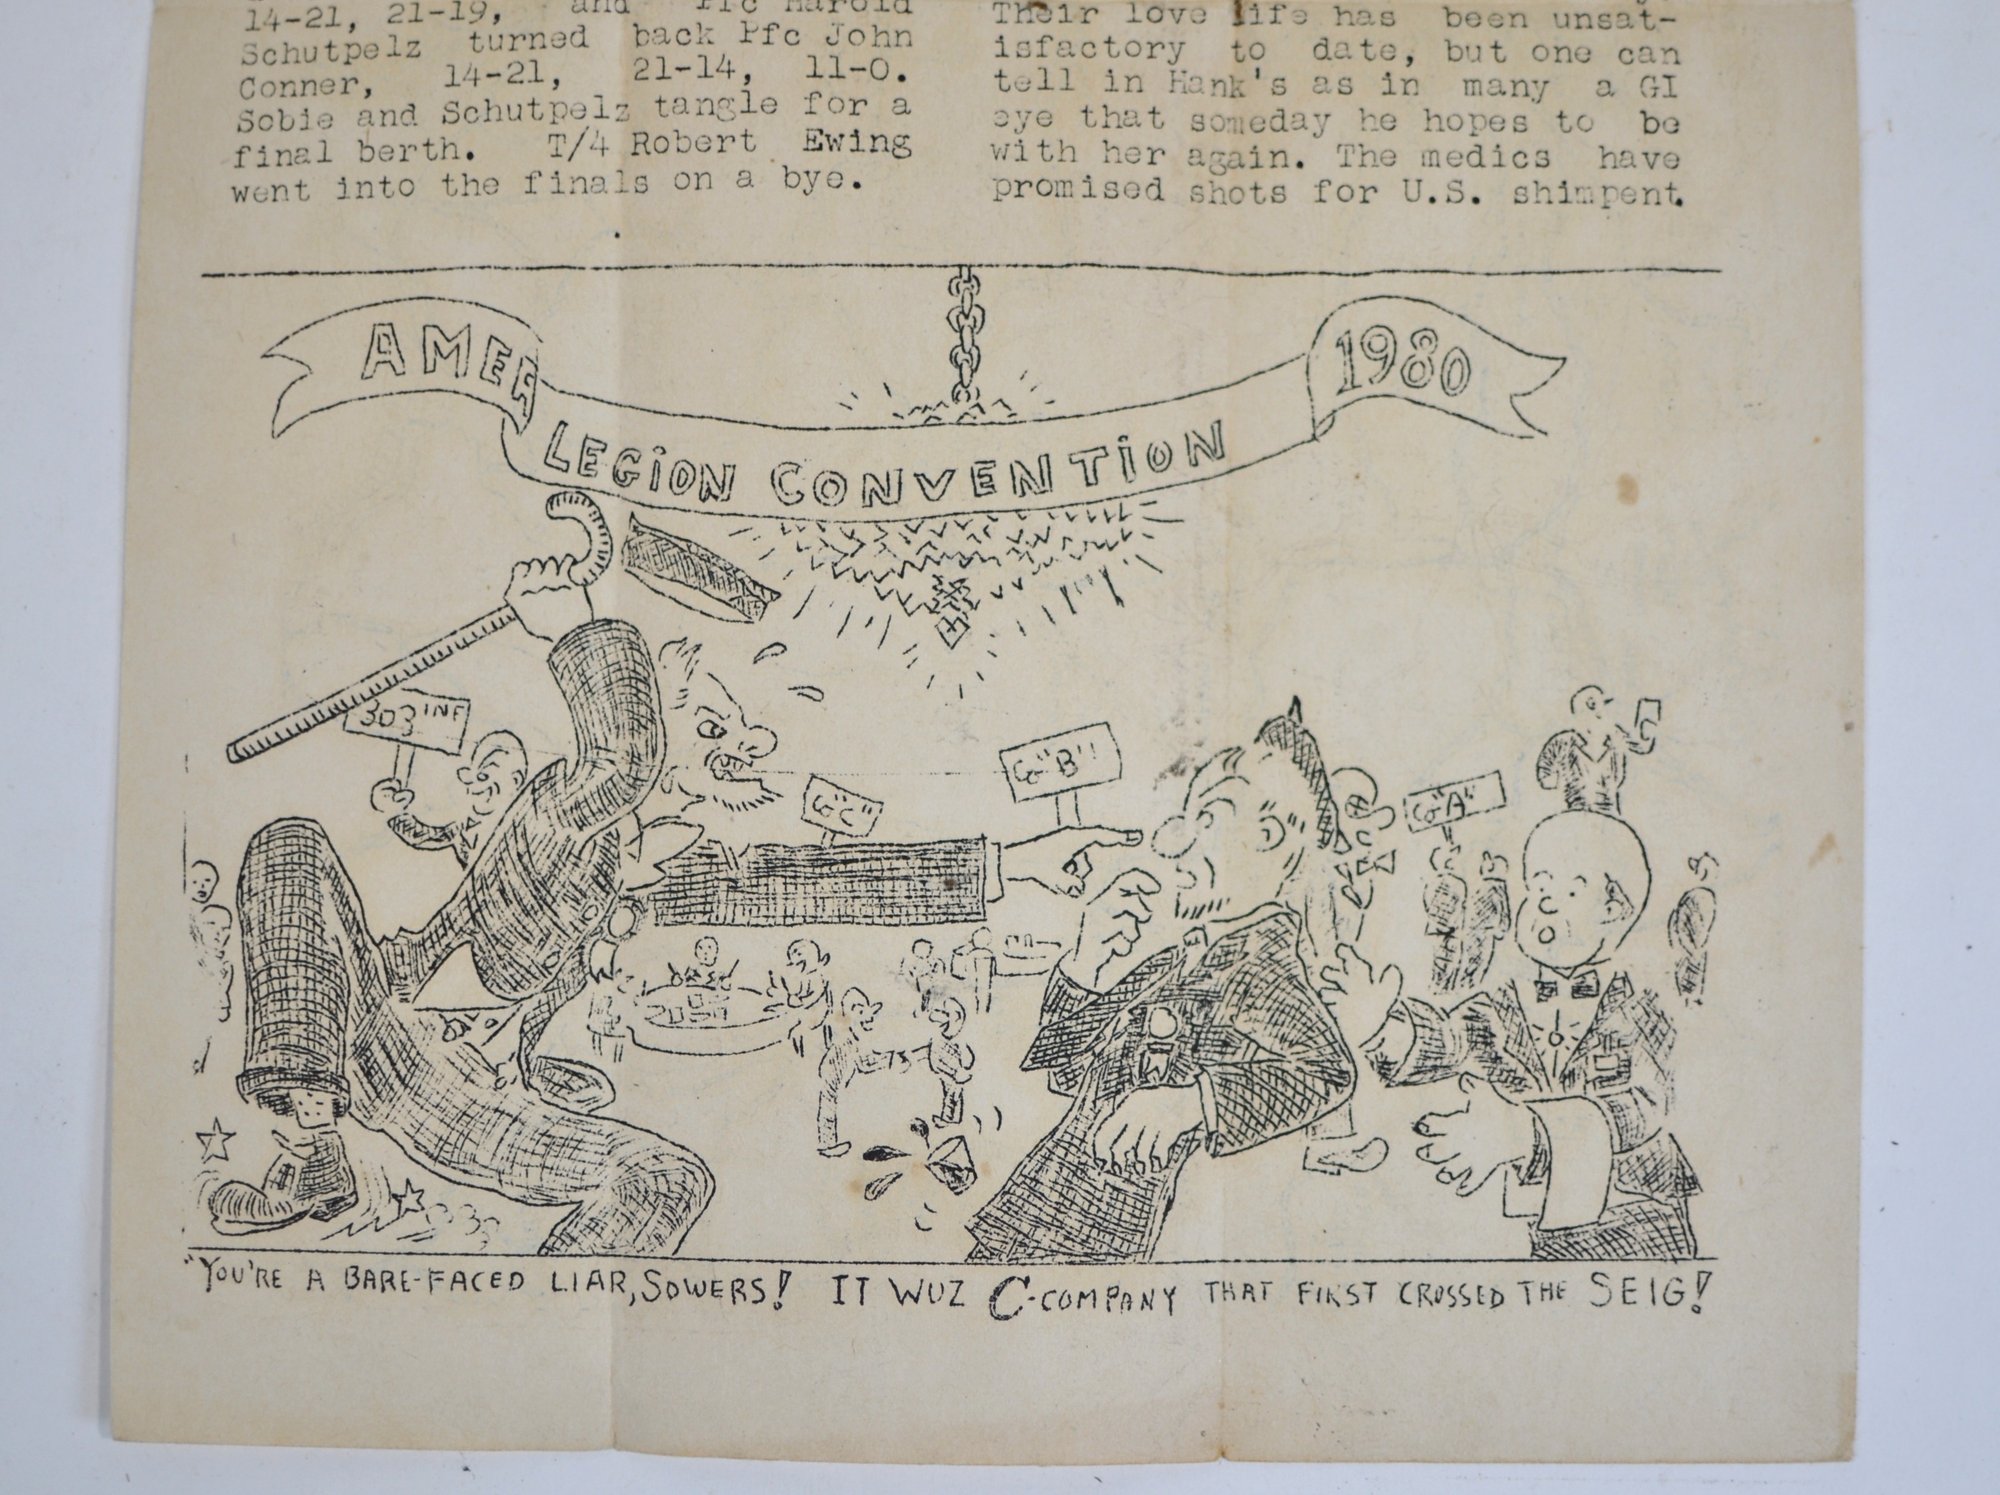 14-21, 21-19, and Pfc Harold
Schutpelz turned back Pfc John
Conner, 14-21, 21-14, 11-0.
Sobie and Schutpelz tangle for a
final berth. T/4 Robert Ewing
went into the finals on a bye.
Their love life has been unsat-
isfactory to date, but one can
tell in Hank's as in many a GI
eye that someday he hopes to be
with her again. The medics have
promised shots for U.S. shimpent.
AMER
LEGION CONVENTION
1980
303 INF
G"C"
G"B"
G"A"
"YOU'RE A BARE-FACED LIAR, SOWERS! IT WUZ C-COMPANY THAT FIRST CROSSED THE SEIG!